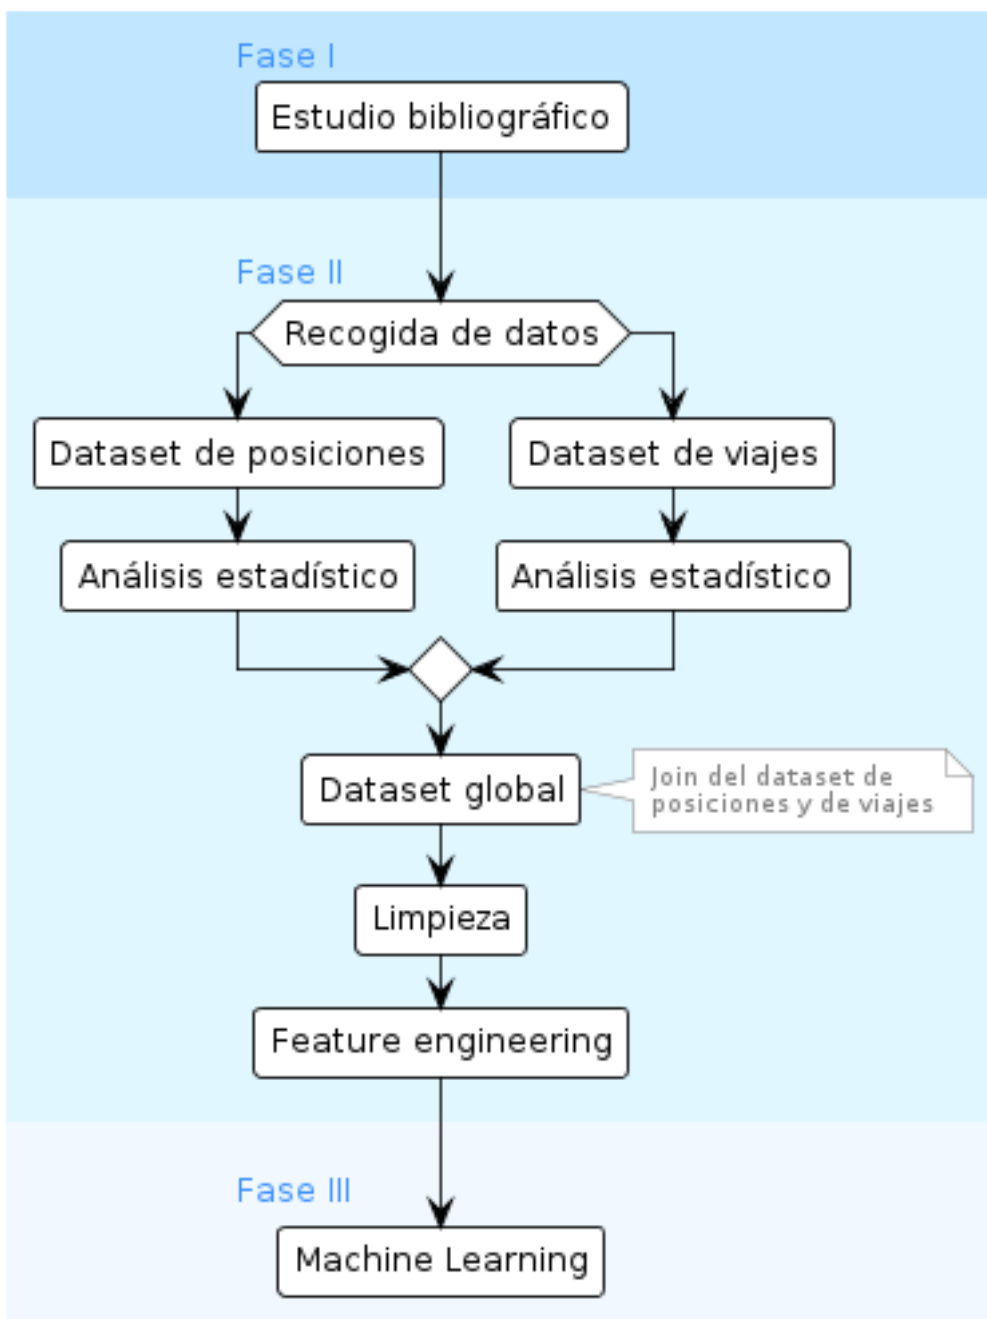 Fase I
Estudio bibliográfico
Fase II
Recogida de datos
Dataset de posiciones
Dataset de viajes
Análisis estadístico
Análisis estadístico
Dataset global
Join del dataset de
posiciones y de viajes
Limpieza
Feature engineering
Fase III
Machine Learning